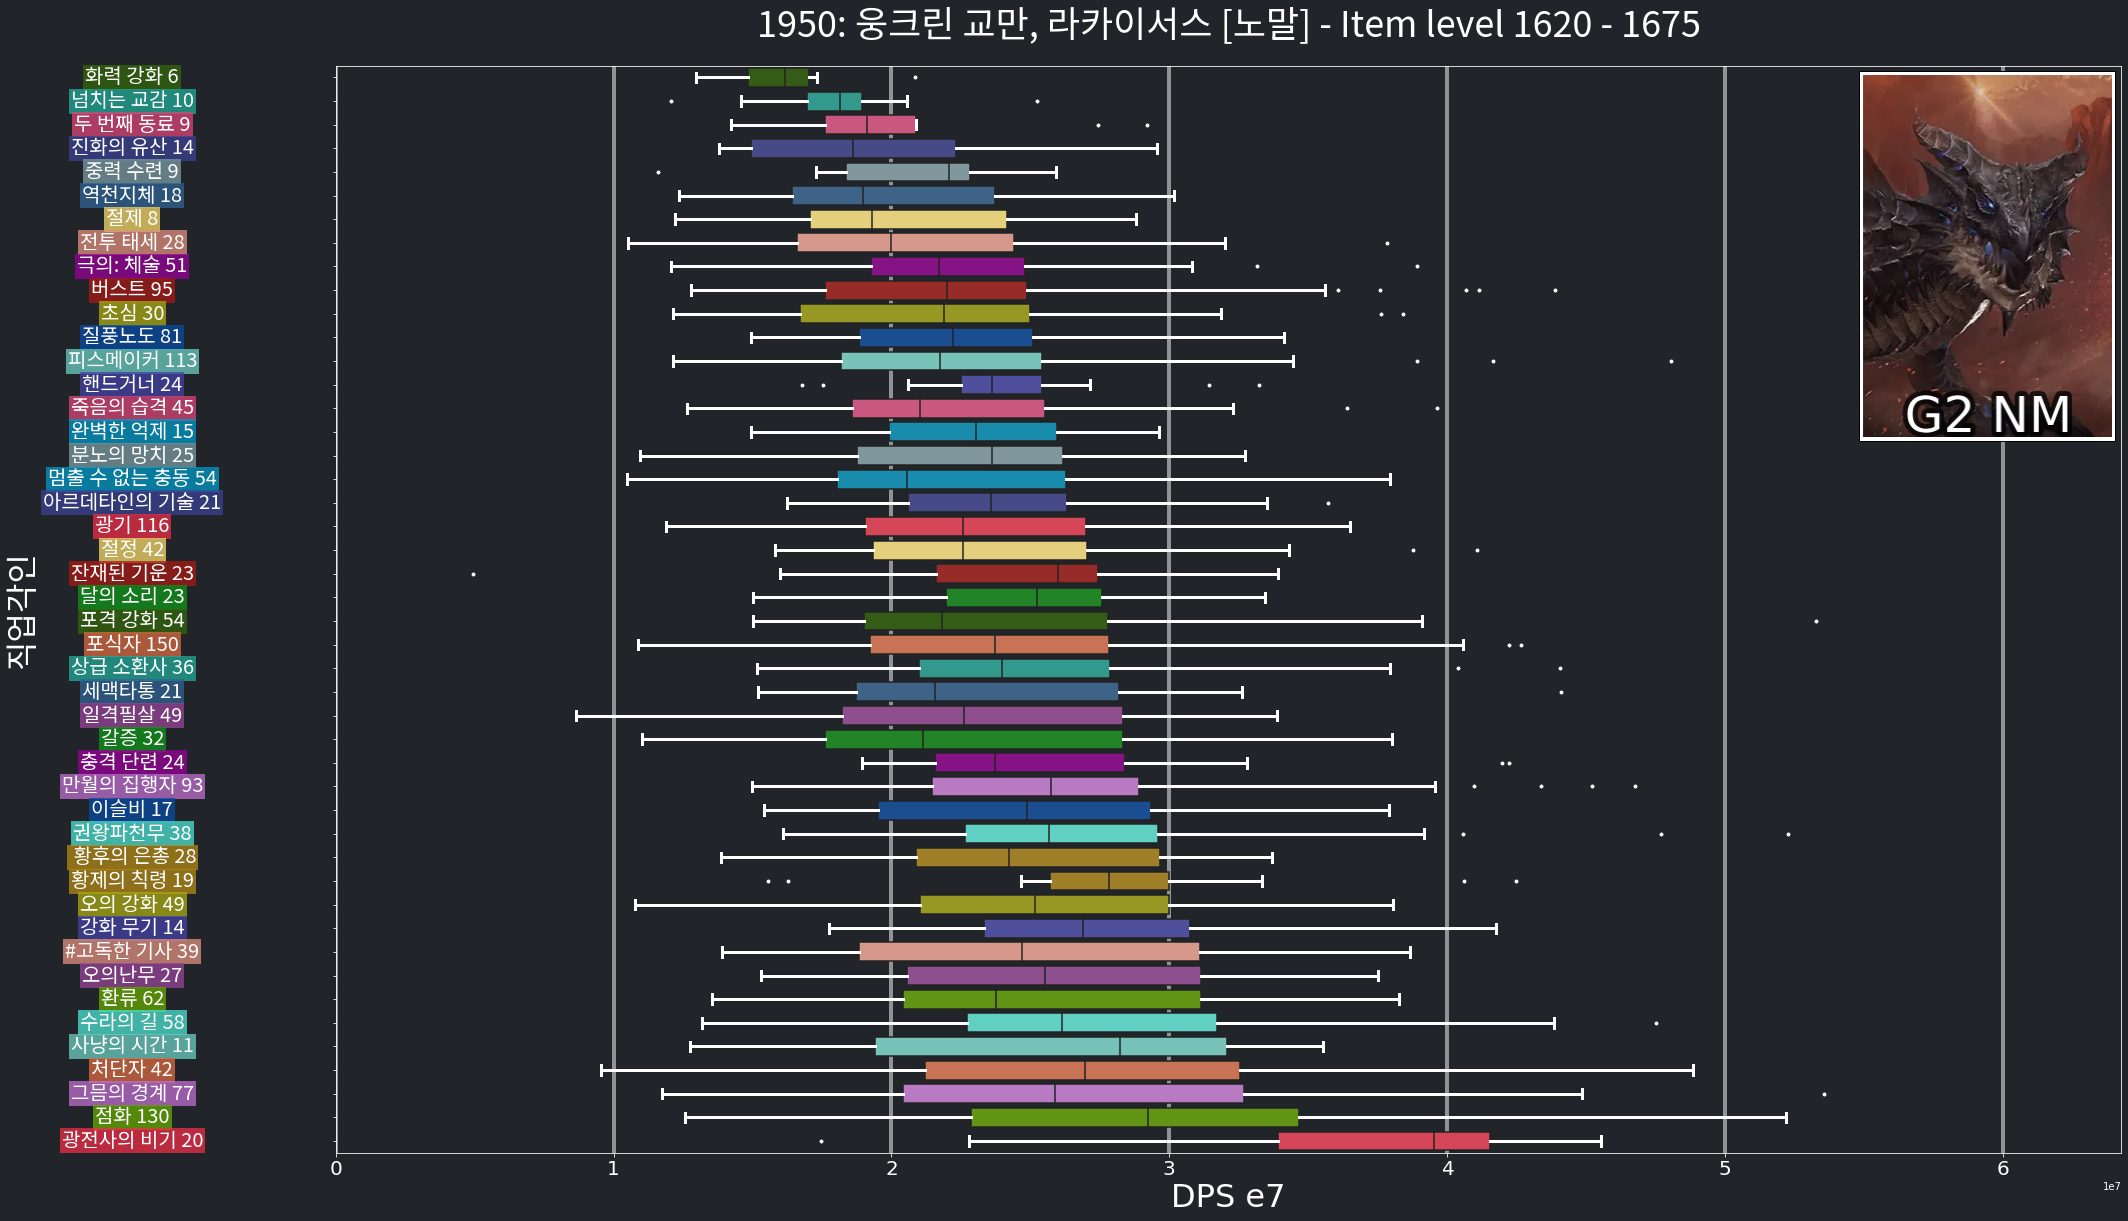 1950: 웅크린 교만, 라카이서스 [노말] - Item level 1620 - 1675
화력 강화 6
넘치는 교감 10
두 번째 동료 9
진화의 유산 14
중력 수련 9
역천지체 18
절제 8
전투 태세 28
극의: 체술 51
버스트 95
초심 30
질풍노도 81
피스메이커 113
핸드거너 24
죽음의 습격 45
완벽한 억제 15
분노의 망치 25
멈출 수 없는 충동 54
아르데타인의 기술 21
광기 116
절정 42
잔재된 기운 23
달의 소리 23
포격 강화 54
포식자 150
상급 소환사 36
세맥타통 21
일격필살 49
갈증 32
충격 단련 24
만월의 집행자 93
이슬비 17
권왕파천무 38
황후의 은총 28
황제의 칙령 19
오의 강화 49
강화 무기 14
#고독한 기사 39
오의난무 27
환류 62
수라의 길 58
사냥의 시간 11
처단자 42
그믐의 경계 77
점화 130
광전사의 비기 20
직업각인
G2 NM
0 1 2 3 4 5 6
1e7
DPS e7